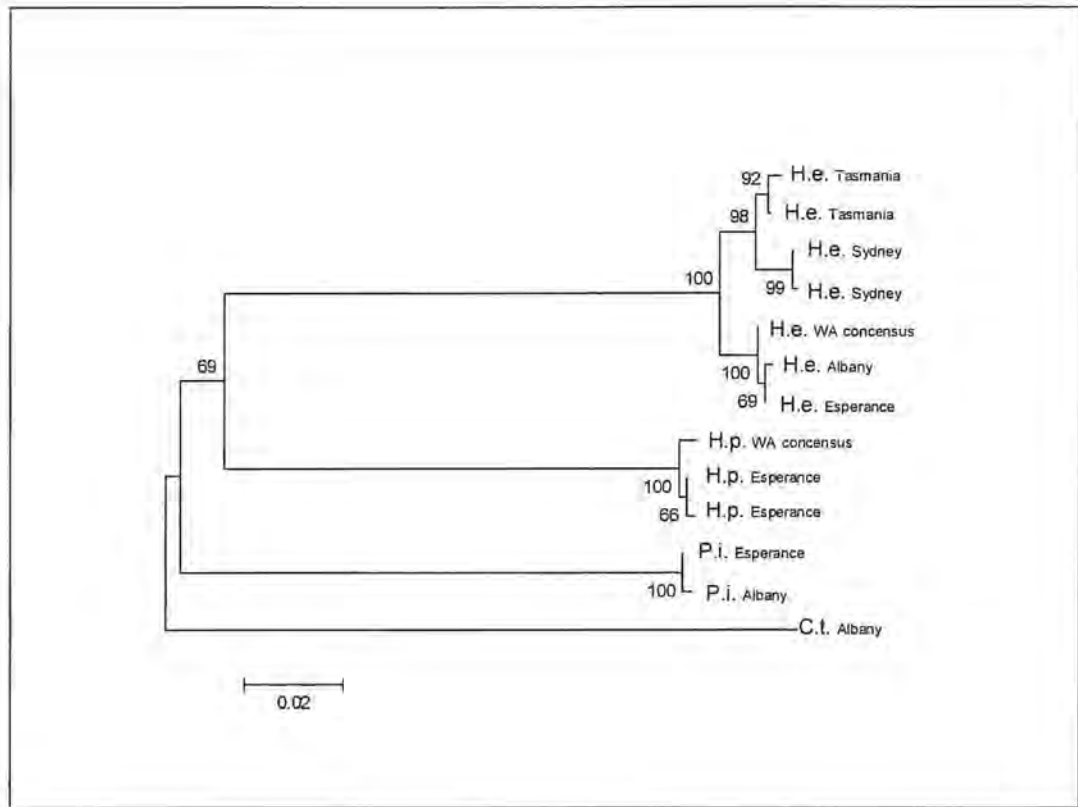 92
H.e. Tasmania
98
H.e. Tasmania
H.e. Sydney
100
99
H.e. Sydney
H.e. WA concensus
69
100
H.e. Albany
69
H.e. Esperance
H.p. WA concensus
H.p. Esperance
100
66
H.p. Esperance
P.i. Esperance
100
P.i. Albany
C.t. Albany
0.02